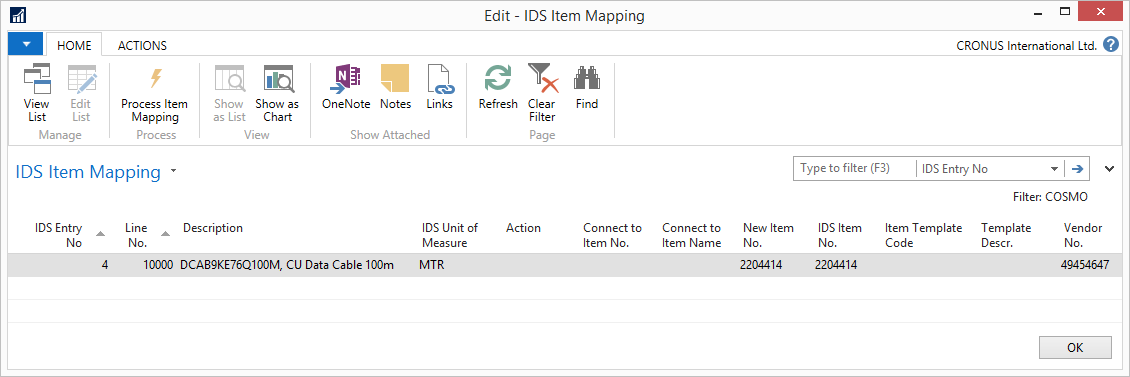 Edit - IDS Item Mapping
HOME ACTIONS CRONUS International Ltd. ?
View List Edit List Process Item Mapping Show as List Show as Chart OneNote Notes Links Refresh Clear Filter Find
Manage Process View Show Attached Page
IDS Item Mapping Type to filter (F3) IDS Entry No
Filter: COSMO
IDS Entry No Line No. Description IDS Unit of Measure Action Connect to Item No. Connect to Item Name New Item No. IDS Item No. Item Template Code Template Descr. Vendor No.
4 10000 DCAB9KE76Q100M, CU Data Cable 100m MTR 2204414 2204414 49454647
OK